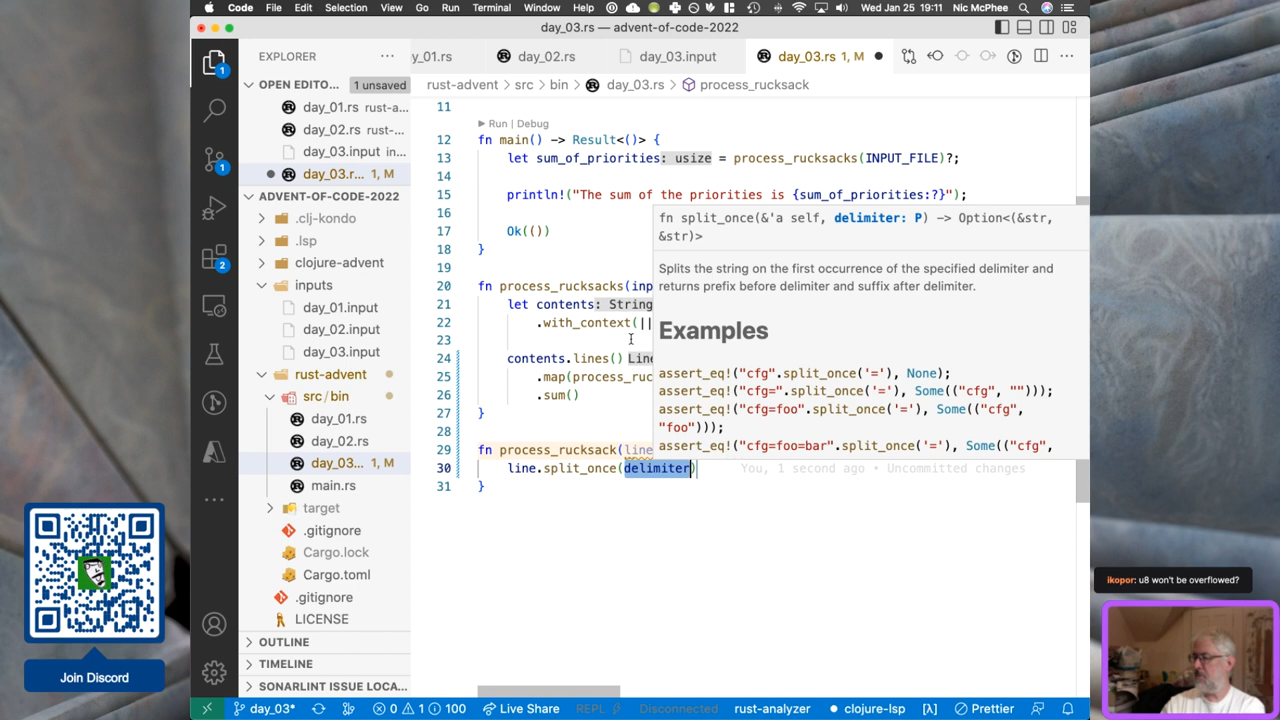 Code File Edit Selection View Go Run Terminal Window Help Wed Jan 25 19:11 Nic McPhee
day_03.rs — advent-of-code-2022
EXPLORER
_01.rs day_02.rs day_03.input day_03.rs 1, M
rust-advent > src > bin > day_03.rs > process_rucksack
OPEN EDITO... 1 unsaved
day_01.rs rust-a...
day_02.rs rust-...
day_03.input in...
day_03.r... 1, M
ADVENT-OF-CODE-2022
.clj-kondo
.lsp
clojure-advent
inputs
day_01.input
day_02.input
day_03.input
rust-advent
src/bin
day_01.rs
day_02.rs
day_03... 1, M
main.rs
target
.gitignore
Cargo.lock
Cargo.toml
.gitignore
LICENSE
OUTLINE
TIMELINE
SONARLINT ISSUE LOCA...
1
1
2
11
Run | Debug
12 fn main() -> Result<()> {
13 let sum_of_priorities: usize = process_rucksacks(INPUT_FILE)?;
14
15 println!("The sum of the priorities is {sum_of_priorities:?}");
16
17 Ok(())
18 }
19
20 fn process_rucksacks(inp
21 let contents: String
22 .with_context(||
23
24 contents.lines() Line
25 .map(process_ruc
26 .sum()
27 }
28
29 fn process_rucksack(line
30 line.split_once(delimiter) You, 1 second ago • Uncommitted changes
31 }
fn split_once(&'a self, delimiter: P) -> Option<(&str,
&str)>
Splits the string on the first occurrence of the specified delimiter and
returns prefix before delimiter and suffix after delimiter.
Examples
assert_eq!("cfg".split_once('='), None);
assert_eq!("cfg=".split_once('='), Some(("cfg", "")));
assert_eq!("cfg=foo".split_once('='), Some(("cfg",
"foo")));
assert_eq!("cfg=foo=bar".split_once('='), Some(("cfg",
day_03* 0 1 100 Live Share REPL Disconnected rust-analyzer clojure-lsp [λ] Prettier
Join Discord
ikopor: u8 won't be overflowed?